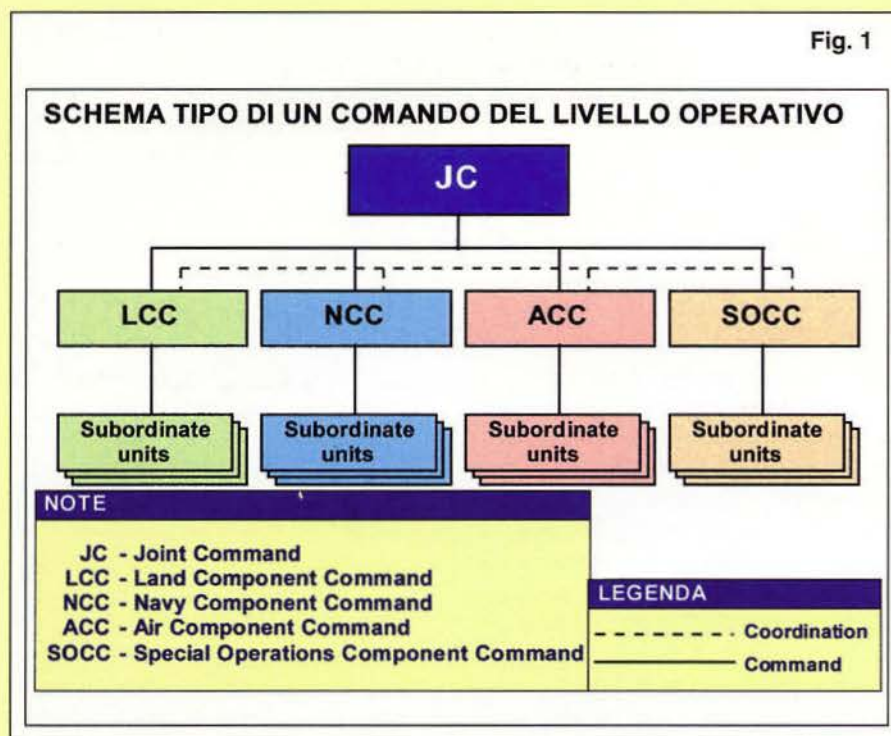 Fig. 1
SCHEMA TIPO DI UN COMANDO DEL LIVELLO OPERATIVO
JC
LCC
NCC
ACC
SOCC
Subordinate
units
Subordinate
units
Subordinate
units
Subordinate
units
NOTE
JC - Joint Command
LCC - Land Component Command
NCC - Navy Component Command
ACC - Air Component Command
SOCC - Special Operations Component Command
LEGENDA
Coordination
Command